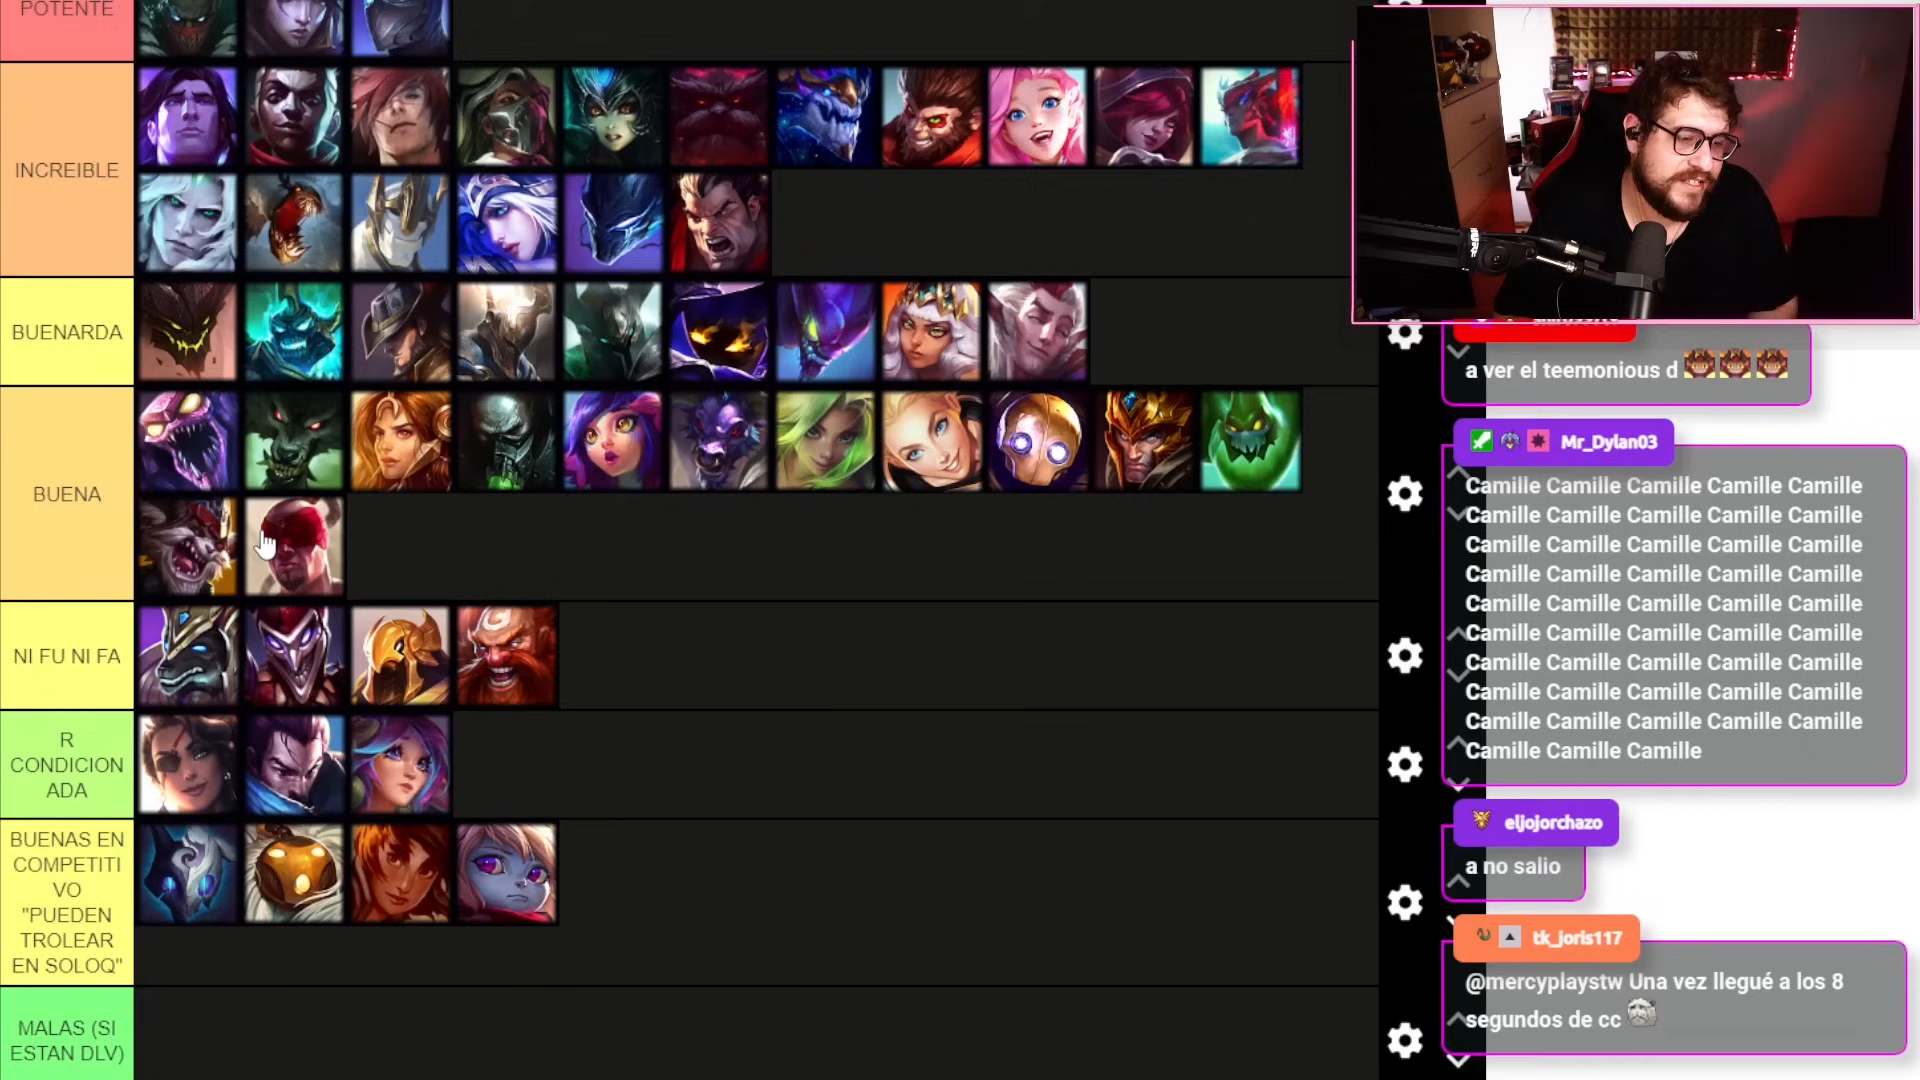 POTENTE
INCREIBLE
BUENARDA
BUENA
NI FU NI FA
R
CONDICION
ADA
BUENAS EN
COMPETITI
VO
"PUEDEN
TROLEAR
EN SOLOQ"
MALAS (SI
ESTAN DLV)
a ver el teemonious d
Mr_Dylan03
Camille Camille Camille Camille Camille
Camille Camille Camille Camille Camille
Camille Camille Camille Camille Camille
Camille Camille Camille Camille Camille
Camille Camille Camille Camille Camille
Camille Camille Camille Camille Camille
Camille Camille Camille Camille Camille
Camille Camille Camille Camille Camille
Camille Camille Camille Camille Camille
Camille Camille Camille
eljojorchazo
a no salio
tk_joris117
@mercyplaystw Una vez llegué a los 8
segundos de cc